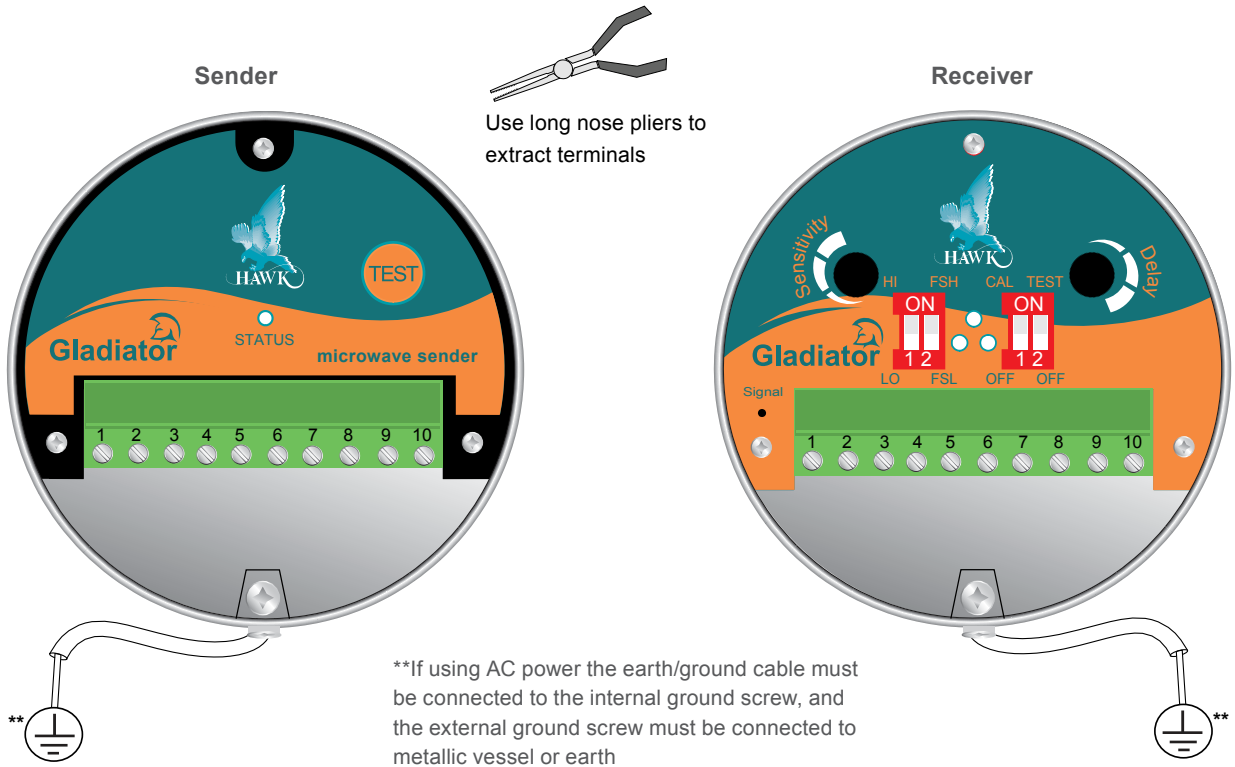 Sender
Use long nose pliers to
extract terminals
Receiver
HAWK
TEST
STATUS
Gladiator
microwave sender
1 2 3 4 5 6 7 8 9 10
**
Sensitivity
HAWK
Delay
HI FSH CAL TEST
ON ON
1 2 1 2
Gladiator
LO FSL OFF OFF
Signal
1 2 3 4 5 6 7 8 9 10
**
**If using AC power the earth/ground cable must
be connected to the internal ground screw, and
the external ground screw must be connected to
metallic vessel or earth